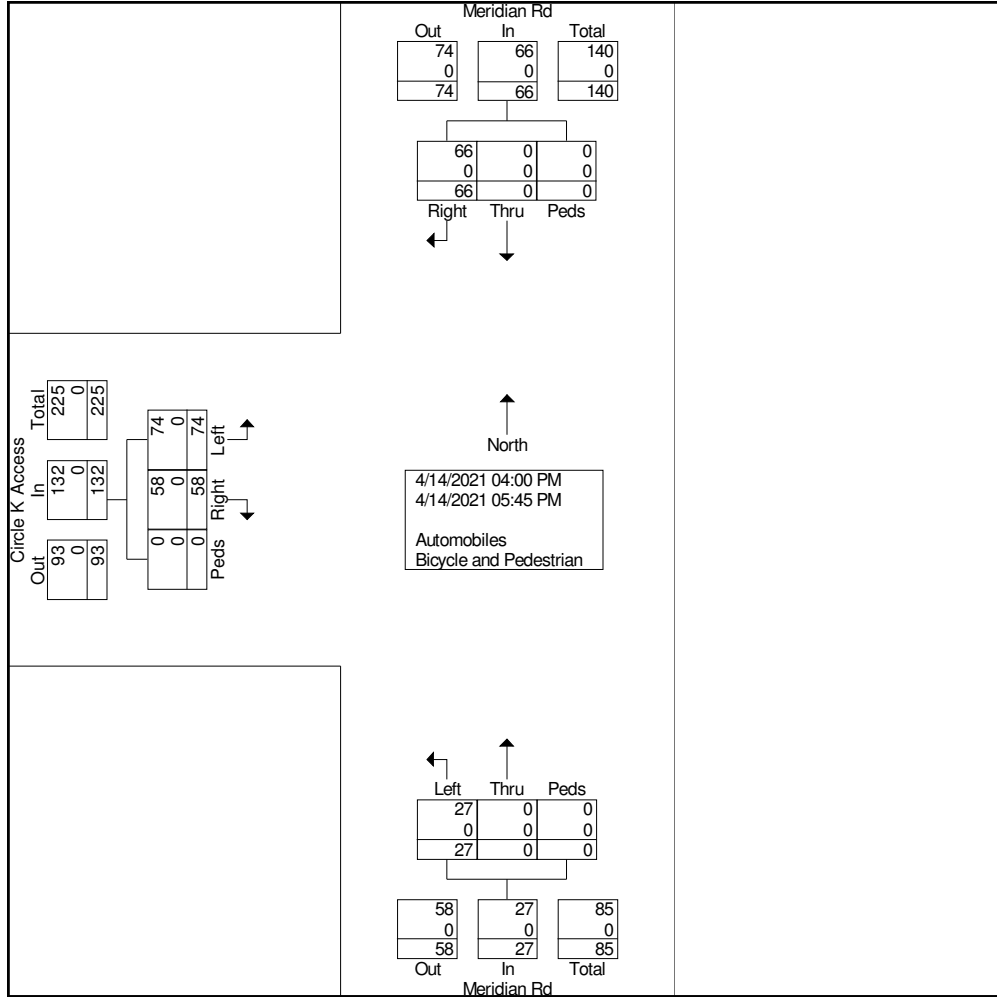 Meridian Rd
Out In Total
74 66 140
0 0 0
74 66 140
66 0 0
0 0 0
66 0 0
Right Thru Peds
Circle K Access
Out In Total
93 132 225
0 0 0
93 132 225
0 58 74
0 0 0
0 58 74
Peds Right Left
North
4/14/2021 04:00 PM
4/14/2021 05:45 PM
Automobiles
Bicycle and Pedestrian
Left Thru Peds
27 0 0
0 0 0
27 0 0
58 27 85
0 0 0
58 27 85
Out In Total
Meridian Rd